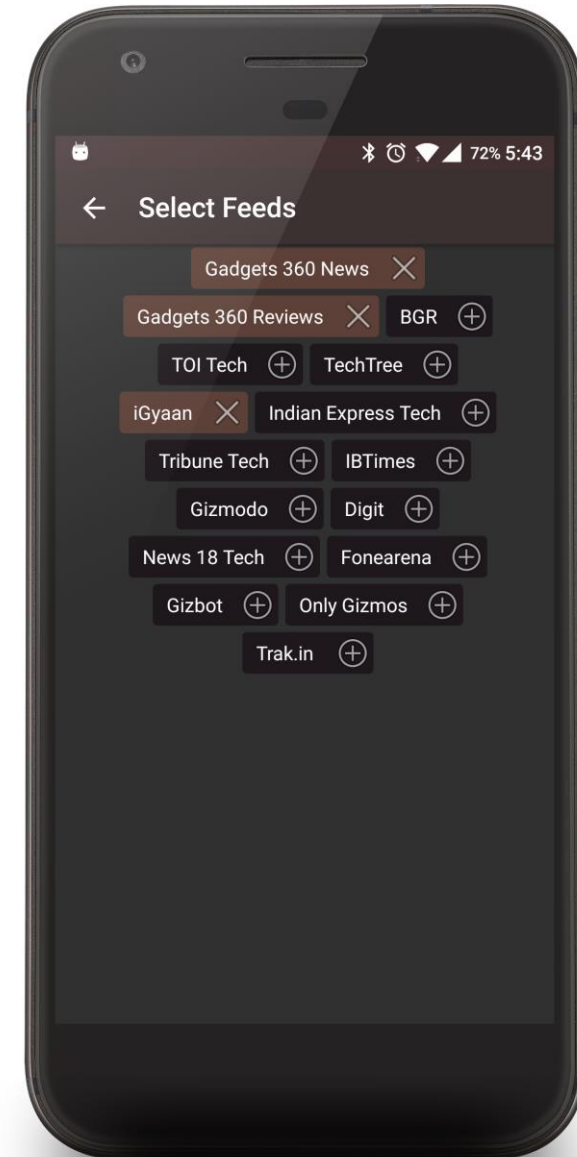 72% 5:43
Select Feeds
Gadgets 360 News
Gadgets 360 Reviews BGR
TOI Tech TechTree
iGyaan Indian Express Tech
Tribune Tech IBTimes
Gizmodo Digit
News 18 Tech Fonearena
Gizbot Only Gizmos
Trak.in